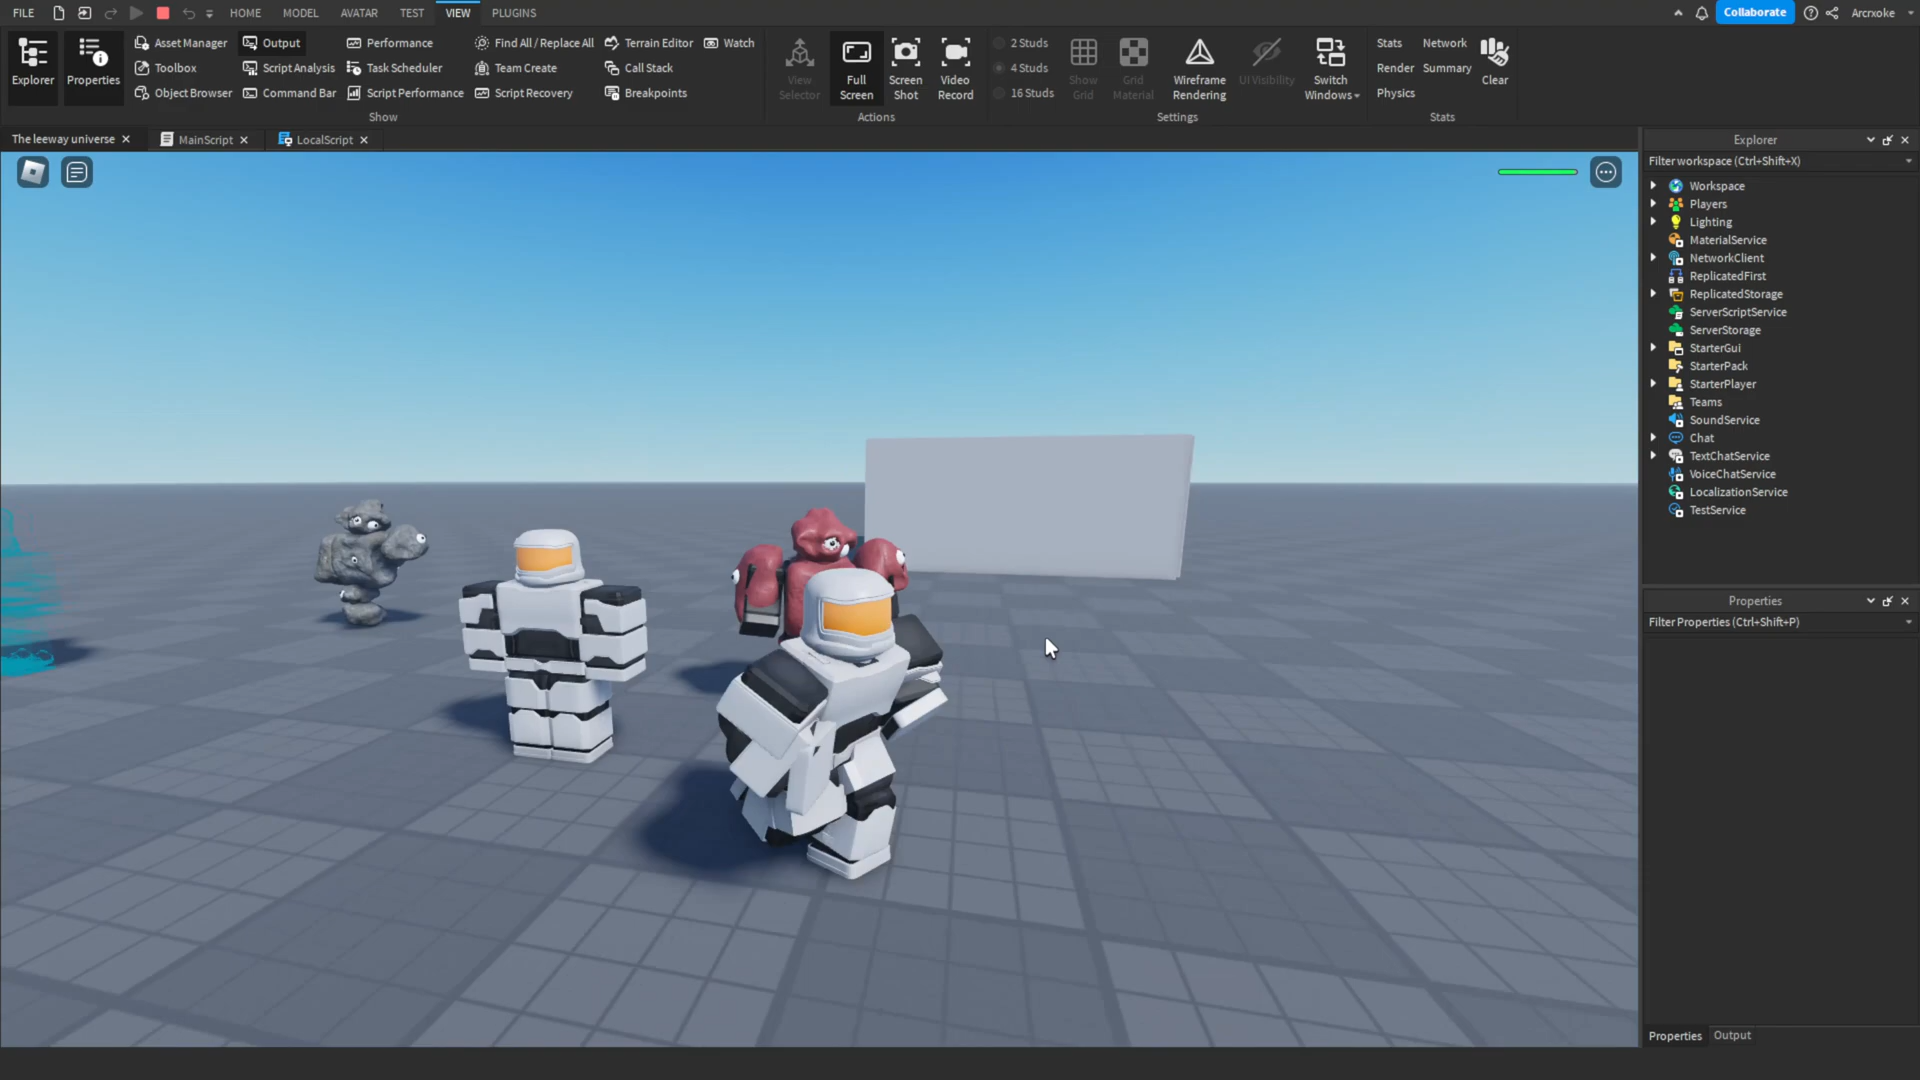 FILE HOME MODEL AVATAR TEST VIEW PLUGINS Collaborate Arcrxoke
Explorer
Properties
Asset Manager
Toolbox
Object Browser
Output
Script Analysis
Command Bar
Performance
Task Scheduler
Script Performance
Find All / Replace All
Team Create
Script Recovery
Terrain Editor
Call Stack
Breakpoints
Watch
Show
View
Selector
Full
Screen
Screen
Shot
Video
Record
Actions
2 Studs
4 Studs
16 Studs
Show
Grid
Grid
Material
Wireframe
Rendering
UI Visibility
Switch
Windows
Settings
Stats
Render
Physics
Network
Summary
Clear
Stats
The leeway universe
MainScript
LocalScript
Explorer
Filter workspace (Ctrl+Shift+X)
Workspace
Players
Lighting
MaterialService
NetworkClient
ReplicatedFirst
ReplicatedStorage
ServerScriptService
ServerStorage
StarterGui
StarterPack
StarterPlayer
Teams
SoundService
Chat
TextChatService
VoiceChatService
LocalizationService
TestService
Properties
Filter Properties (Ctrl+Shift+P)
Properties Output